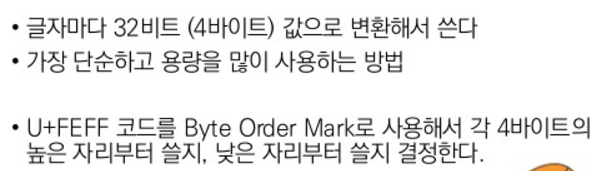 • 글자마다 32비트 (4바이트) 값으로 변환해서 쓴다
• 가장 단순하고 용량을 많이 사용하는 방법
• U+FEFF 코드를 Byte Order Mark로 사용해서 각 4바이트의
높은 자리부터 쓸지, 낮은 자리부터 쓸지 결정한다.